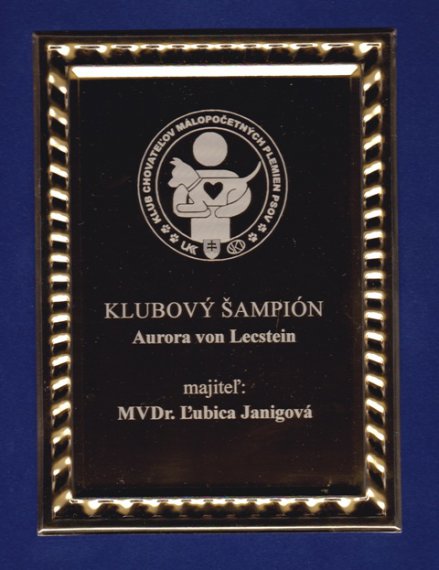 KLUB CHOVATEĽOV MÁLOPOČETNÝCH PLEMIEN PSOV
KLUBOVÝ ŠAMPIÓN
Aurora von Lecstein
majiteľ:
MVDr. Ľubica Janigová